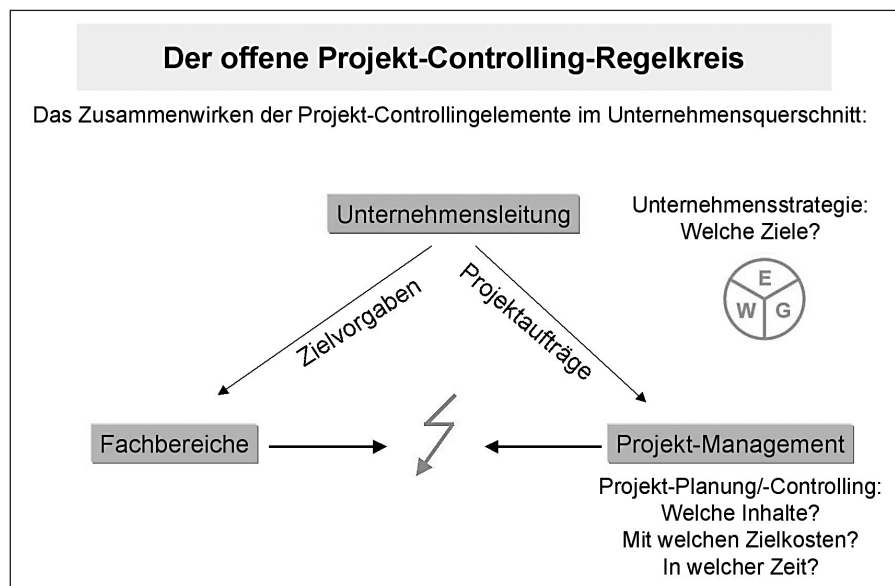 Der offene Projekt-Controlling-Regelkreis
Das Zusammenwirken der Projekt-Controllingelemente im Unternehmensquerschnitt:
Unternehmensleitung
Unternehmensstrategie:
Welche Ziele?
E
W G
Zielvorgaben
Projektaufträge
Fachbereiche
Projekt-Management
Projekt-Planung/-Controlling:
Welche Inhalte?
Mit welchen Zielkosten?
In welcher Zeit?